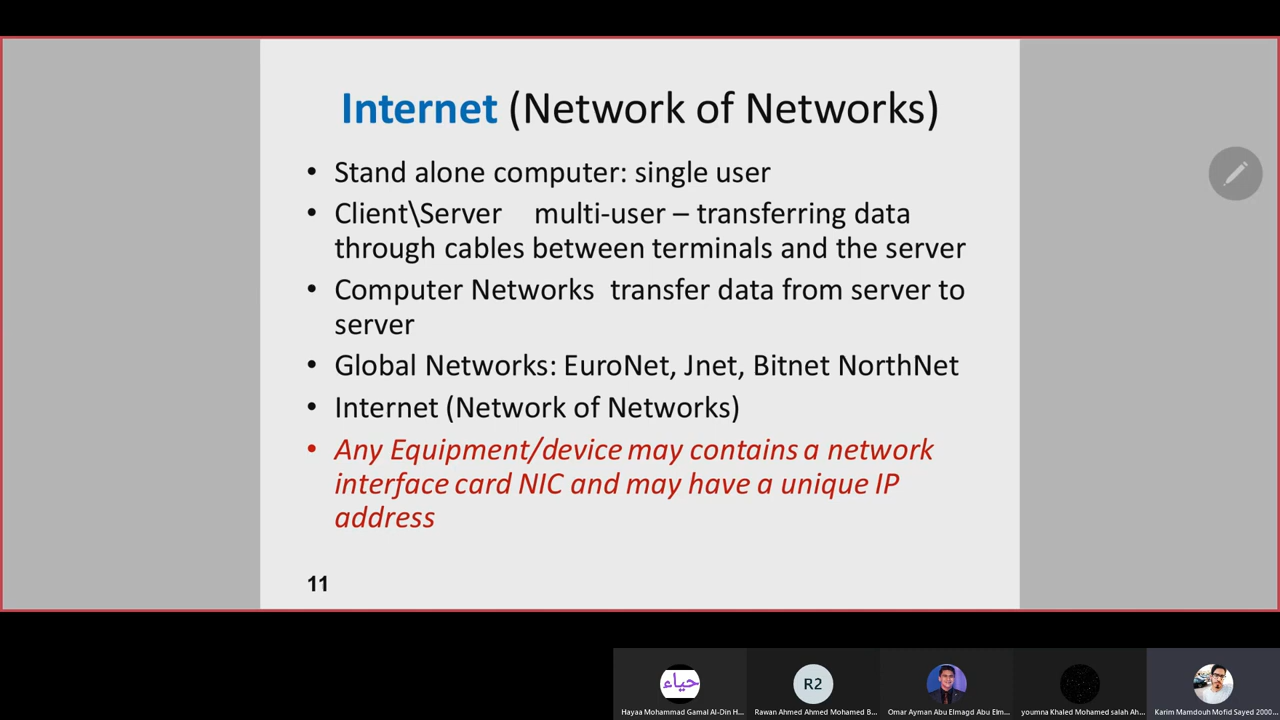 Internet (Network of Networks)
• Stand alone computer: single user
• Client\Server multi-user – transferring data
through cables between terminals and the server
• Computer Networks transfer data from server to
server
• Global Networks: EuroNet, Jnet, Bitnet NorthNet
• Internet (Network of Networks)
• Any Equipment/device may contains a network
interface card NIC and may have a unique IP
address
11
حياء
R2
Hayaa Mohammad Gamal Al-Din H...
Rawan Ahmed Ahmed Mohamed B...
Omar Ayman Abu Elmagd Abu Elm...
youmna Khaled Mohamed salah Ah...
Karim Mamdouh Mofid Sayed 2000...